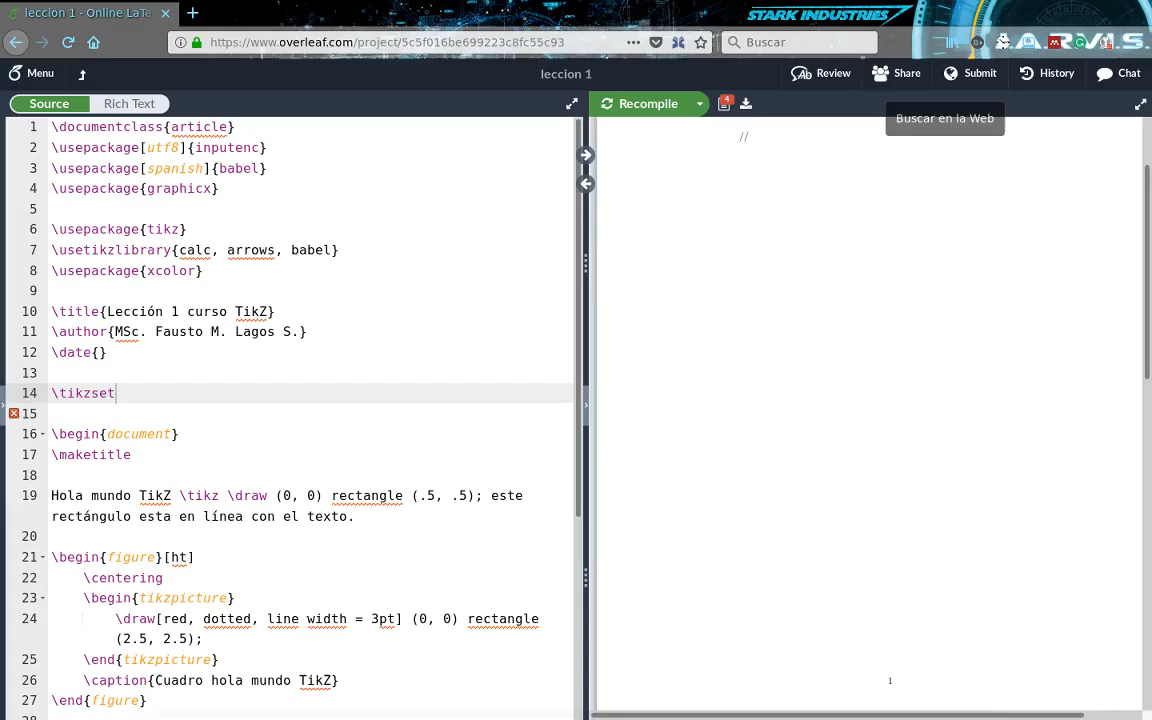 leccion 1 - Online LaTe
STARK INDUSTRIES
https://www.overleaf.com/project/5c5f016be699223c8fc55c93
Buscar
Menu
leccion 1
Review
Share
Submit
History
Chat
Source
Rich Text
Recompile
4
Buscar en la Web
1 \documentclass{article}
2 \usepackage[utf8]{inputenc}
3 \usepackage[spanish]{babel}
4 \usepackage{graphicx}
5
6 \usepackage{tikz}
7 \usetikzlibrary{calc, arrows, babel}
8 \usepackage{xcolor}
9
10 \title{Lección 1 curso TikZ}
11 \author{MSc. Fausto M. Lagos S.}
12 \date{}
13
14 \tikzset
15
16 \begin{document}
17 \maketitle
18
19 Hola mundo TikZ \tikz \draw (0, 0) rectangle (.5, .5); este
rectángulo esta en línea con el texto.
20
21 \begin{figure}[ht]
22 \centering
23 \begin{tikzpicture}
24 \draw[red, dotted, line width = 3pt] (0, 0) rectangle
(2.5, 2.5);
25 \end{tikzpicture}
26 \caption{Cuadro hola mundo TikZ}
27 \end{figure}
//
1